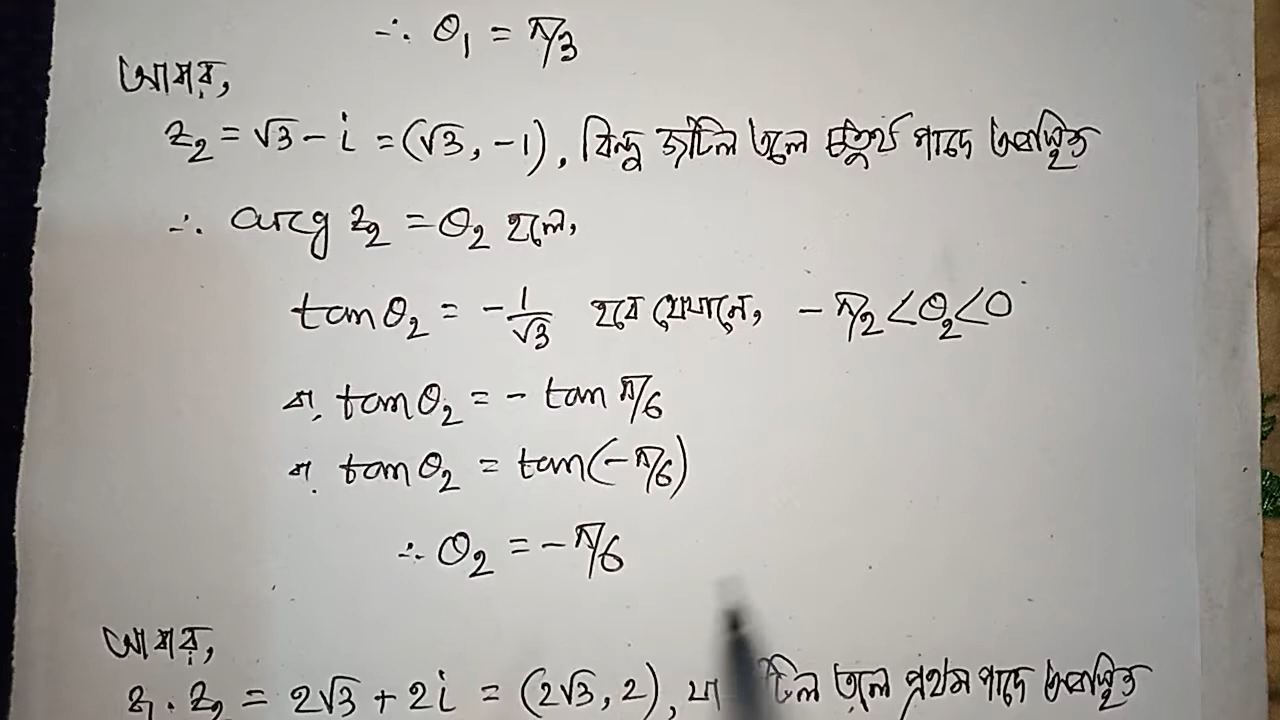 ∴ θ₁ = π/3
আবার,
z₂ = √3 - i = (√3, -1), বিন্দু জটিল তলে চতুর্থ পাদে অবস্থিত
∴ arg z₂ = θ₂ হলে,
tan θ₂ = -1/√3 হবে যেখানে, -π/2 < θ₂ < 0
বা, tan θ₂ = - tan π/6
বা, tan θ₂ = tan(-π/6)
∴ θ₂ = -π/6
আবার,
z₁ . z₂ = 2√3 + 2i = (2√3, 2), যা তলে প্রথম পাদে অবস্থিত